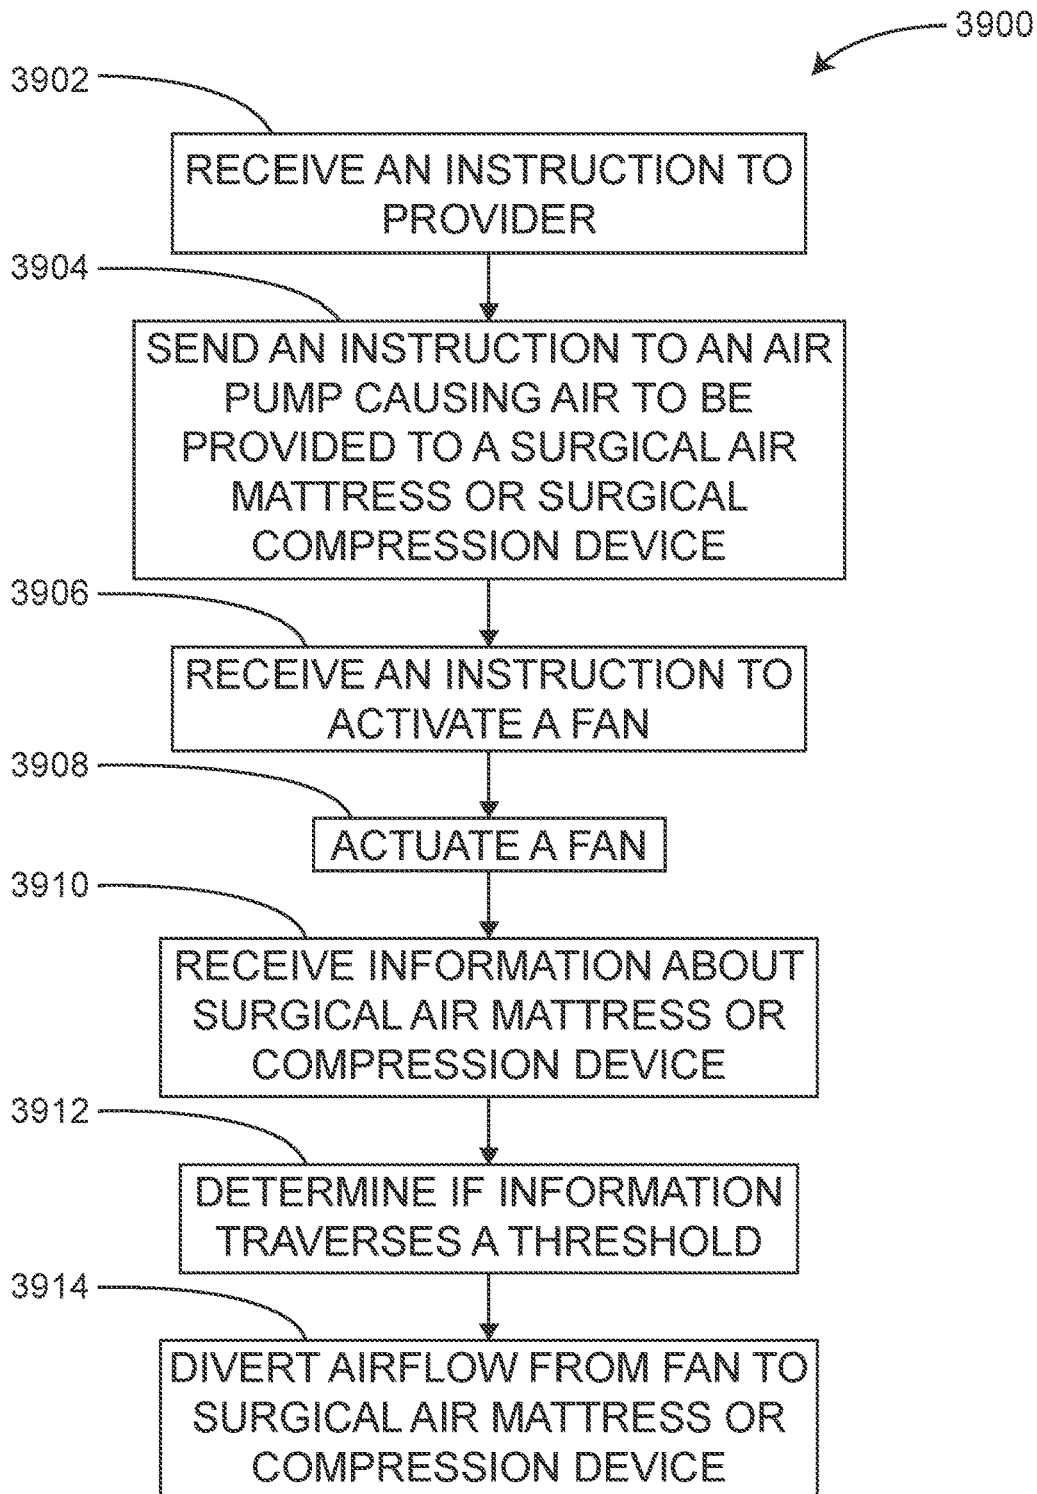 3900
3902
RECEIVE AN INSTRUCTION TO
PROVIDER
3904
SEND AN INSTRUCTION TO AN AIR
PUMP CAUSING AIR TO BE
PROVIDED TO A SURGICAL AIR
MATTRESS OR SURGICAL
COMPRESSION DEVICE
3906
RECEIVE AN INSTRUCTION TO
ACTIVATE A FAN
3908
ACTUATE A FAN
3910
RECEIVE INFORMATION ABOUT
SURGICAL AIR MATTRESS OR
COMPRESSION DEVICE
3912
DETERMINE IF INFORMATION
TRAVERSES A THRESHOLD
3914
DIVERT AIRFLOW FROM FAN TO
SURGICAL AIR MATTRESS OR
COMPRESSION DEVICE